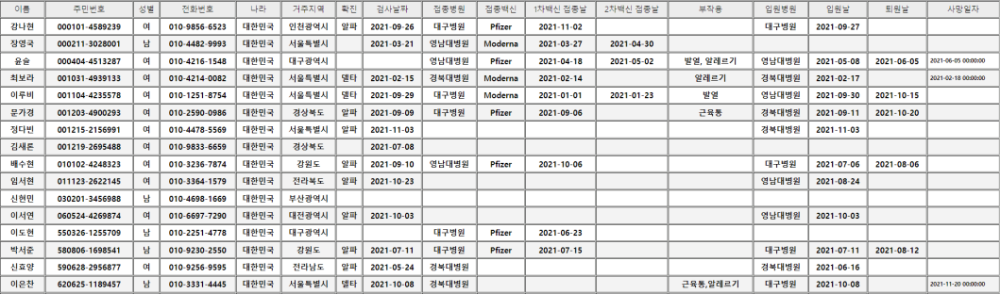 이름 주민번호 성별 전화번호 나라 거주지역 확진 검사날짜 접종병원 접종백신 1차백신 접종날 2차백신 접종날 부작용 입원병원 입원날 퇴원날 사망일자
강나현 000101-4589239 여 010-9856-6523 대한민국 인천광역시 알파 2021-09-26 대구병원 Pfizer 2021-11-02 대구병원 2021-09-27
장영국 000211-3028001 남 010-4482-9993 대한민국 서울특별시 2021-03-21 영남대병원 Moderna 2021-03-27 2021-04-30
윤슬 000404-4513287 여 010-4216-1548 대한민국 대구광역시 영남대병원 Pfizer 2021-04-18 2021-05-02 발열, 알레르기 영남대병원 2021-05-08 2021-06-05 2021-06-05 00:00:00
최보라 001031-4939133 여 010-4214-0082 대한민국 서울특별시 델타 2021-02-15 경북대병원 Moderna 2021-02-14 알레르기 경북대병원 2021-02-17 2021-02-18 00:00:00
이루비 001104-4235578 여 010-1251-8754 대한민국 서울특별시 델타 2021-09-29 대구병원 Moderna 2021-01-01 2021-01-23 발열 영남대병원 2021-09-30 2021-10-15
문가경 001203-4900293 여 010-2590-0986 대한민국 경상북도 알파 2021-09-09 대구병원 Pfizer 2021-09-06 근육통 경북대병원 2021-09-11 2021-10-20
정다빈 001215-2156991 여 010-4478-5569 대한민국 서울특별시 알파 2021-11-03 경북대병원 2021-11-03
김새론 001219-2695488 여 010-9833-6659 대한민국 경상북도 2021-07-08
배수현 010102-4248323 여 010-3236-7874 대한민국 강원도 알파 2021-09-10 영남대병원 Pfizer 2021-10-06 대구병원 2021-07-06 2021-08-06
임서현 011123-2622145 여 010-3364-1579 대한민국 전라북도 알파 2021-10-23 영남대병원 2021-08-24
신현민 030201-3456988 남 010-4698-1669 대한민국 부산광역시
이서연 060524-4269874 여 010-6697-7290 대한민국 대전광역시 알파 2021-10-03 영남대병원 2021-10-03
이도현 550326-1255709 남 010-2251-4778 대한민국 대구광역시 대구병원 Pfizer 2021-06-23
박서준 580806-1698541 남 010-9230-2550 대한민국 강원도 알파 2021-07-11 대구병원 Pfizer 2021-07-15 대구병원 2021-07-11 2021-08-12
신효양 590628-2956877 여 010-9256-9595 대한민국 전라남도 알파 2021-05-24 경북대병원 경북대병원 2021-06-16
이은찬 620625-1189457 남 010-3331-4445 대한민국 서울특별시 델타 2021-10-08 경북대병원 근육통,알레르기 대구병원 2021-10-08 2021-11-20 00:00:00